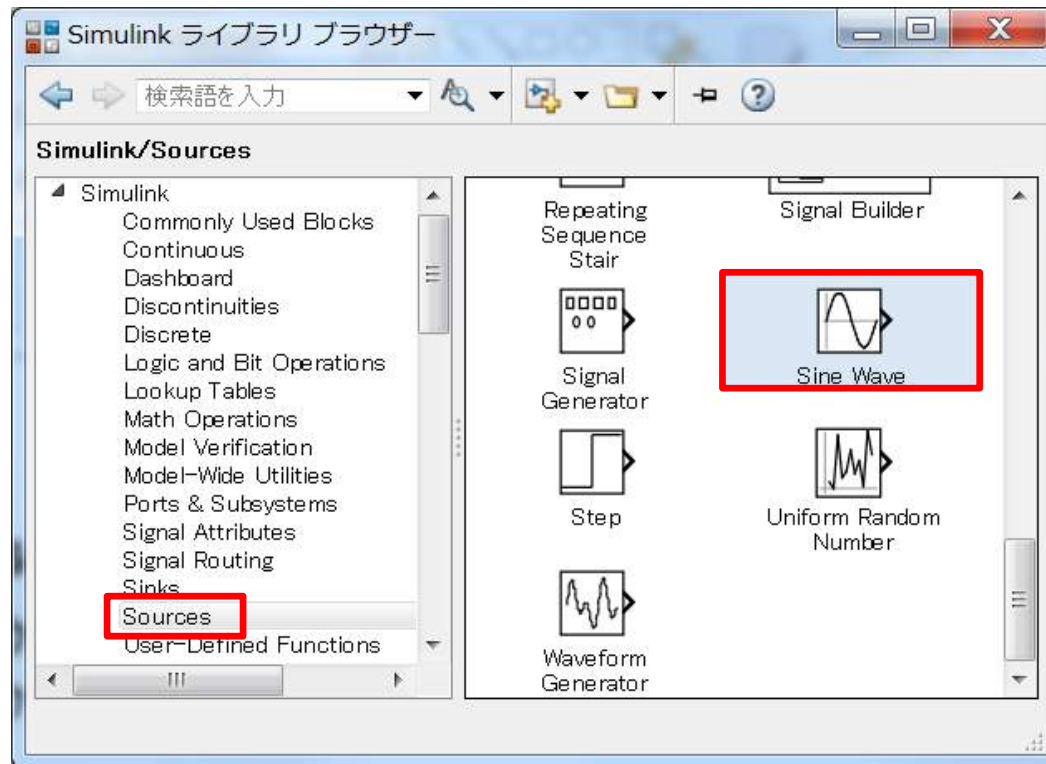 Simulink ライブラリ ブラウザー
検索語を入力
Simulink/Sources
Simulink
Commonly Used Blocks
Continuous
Dashboard
Discontinuities
Discrete
Logic and Bit Operations
Lookup Tables
Math Operations
Model Verification
Model-Wide Utilities
Ports & Subsystems
Signal Attributes
Signal Routing
Sinks
Sources
User-Defined Functions
Repeating
Sequence
Stair
Signal Builder
Signal
Generator
Sine Wave
Step
Uniform Random
Number
Waveform
Generator